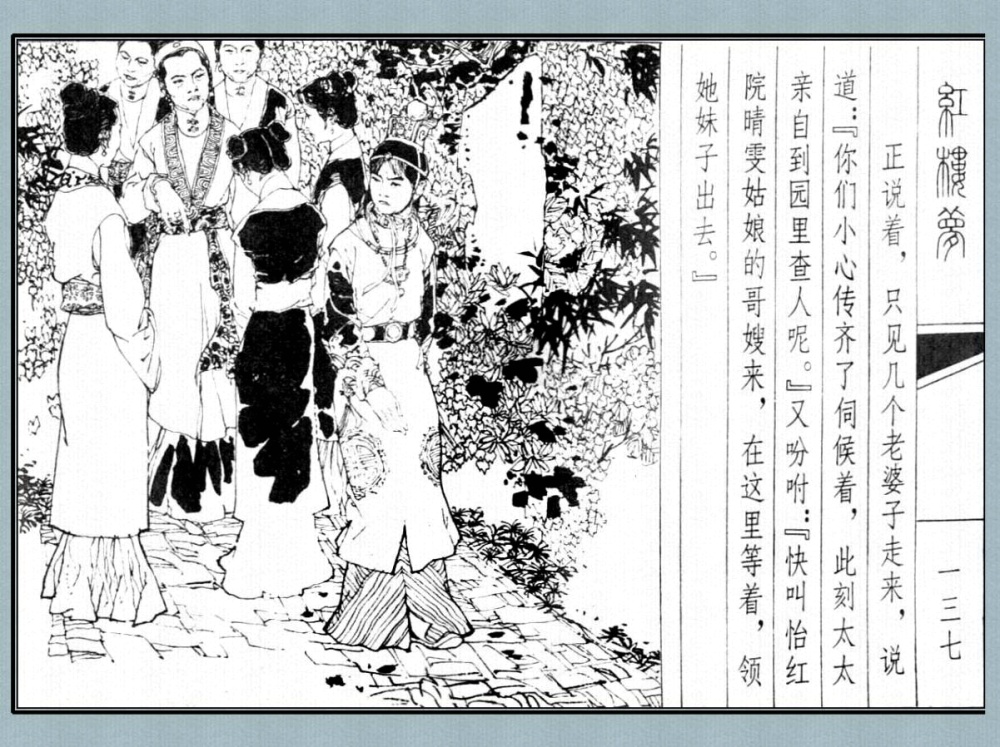 紅樓夢
一三七
正说着，只见几个老婆子走来，说
道：『你们小心传齐了伺候着，此刻太太
亲自到园里查人呢。』又吩咐：『快叫怡红
院晴雯姑娘的哥嫂来，在这里等着，领
她妹子出去。』